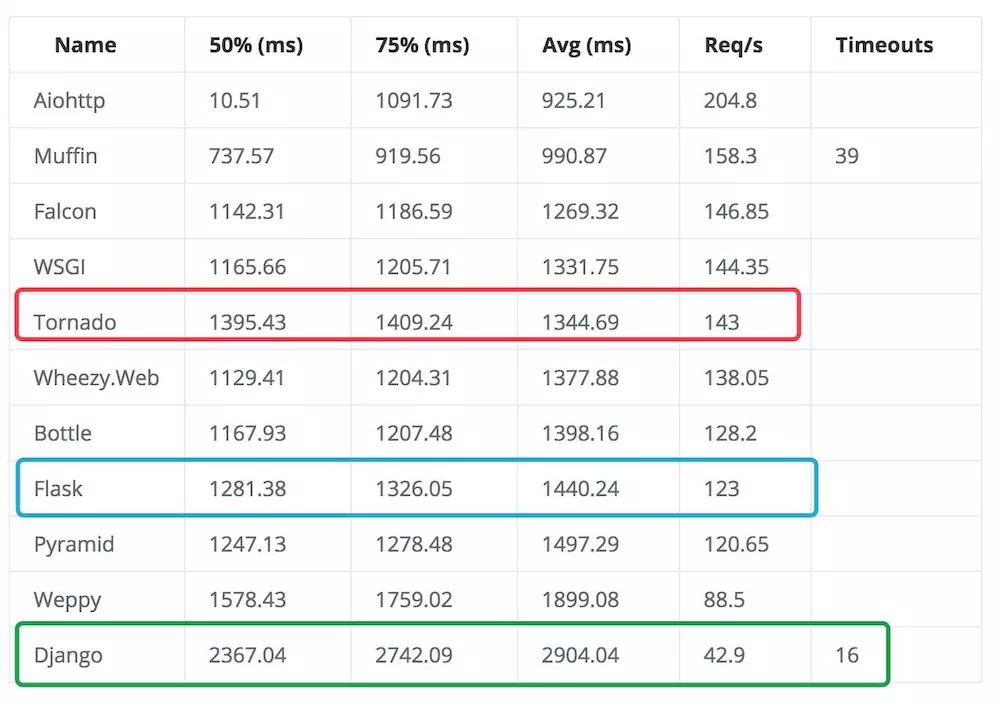 Name 50% (ms) 75% (ms) Avg (ms) Req/s Timeouts
Aiohttp 10.51 1091.73 925.21 204.8
Muffin 737.57 919.56 990.87 158.3 39
Falcon 1142.31 1186.59 1269.32 146.85
WSGI 1165.66 1205.71 1331.75 144.35
Tornado 1395.43 1409.24 1344.69 143
Wheezy.Web 1129.41 1204.31 1377.88 138.05
Bottle 1167.93 1207.48 1398.16 128.2
Flask 1281.38 1326.05 1440.24 123
Pyramid 1247.13 1278.48 1497.29 120.65
Weppy 1578.43 1759.02 1899.08 88.5
Django 2367.04 2742.09 2904.04 42.9 16